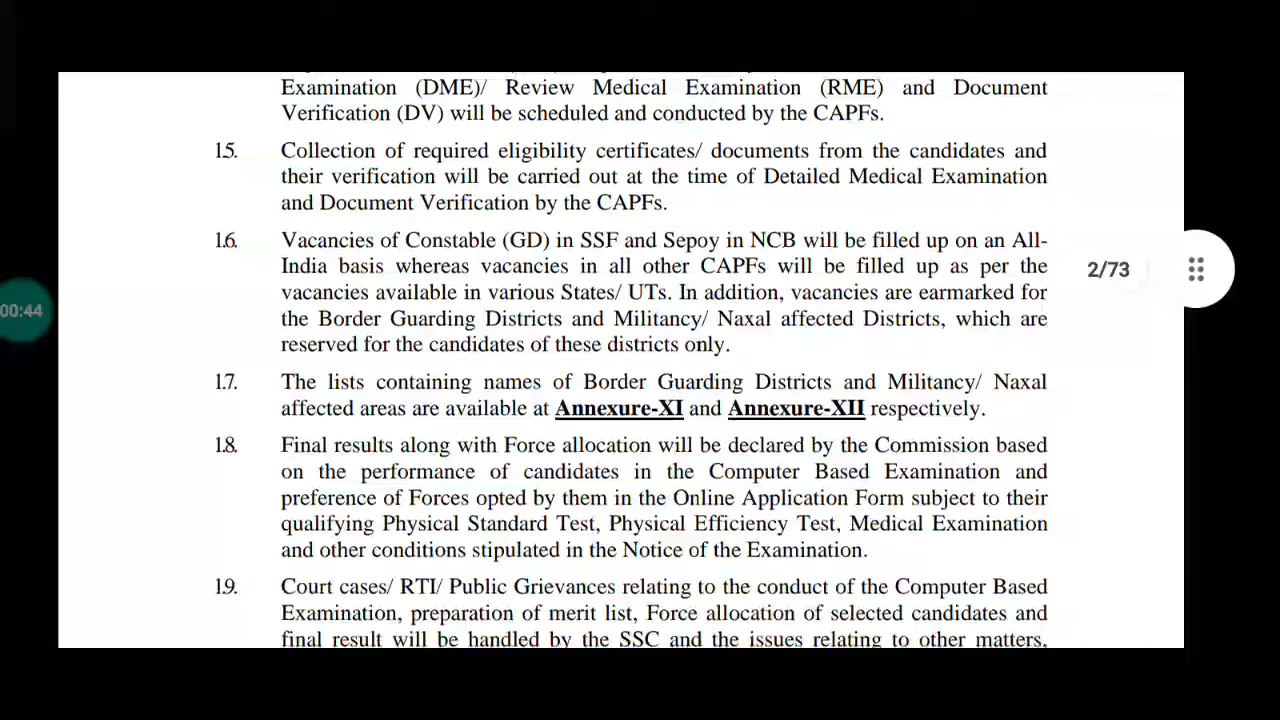 Examination (DME)/ Review Medical Examination (RME) and Document
Verification (DV) will be scheduled and conducted by the CAPFs.
1.5. Collection of required eligibility certificates/ documents from the candidates and
their verification will be carried out at the time of Detailed Medical Examination
and Document Verification by the CAPFs.
1.6. Vacancies of Constable (GD) in SSF and Sepoy in NCB will be filled up on an All-
India basis whereas vacancies in all other CAPFs will be filled up as per the
vacancies available in various States/ UTs. In addition, vacancies are earmarked for
the Border Guarding Districts and Militancy/ Naxal affected Districts, which are
reserved for the candidates of these districts only.
1.7. The lists containing names of Border Guarding Districts and Militancy/ Naxal
affected areas are available at Annexure-XI and Annexure-XII respectively.
1.8. Final results along with Force allocation will be declared by the Commission based
on the performance of candidates in the Computer Based Examination and
preference of Forces opted by them in the Online Application Form subject to their
qualifying Physical Standard Test, Physical Efficiency Test, Medical Examination
and other conditions stipulated in the Notice of the Examination.
1.9. Court cases/ RTI/ Public Grievances relating to the conduct of the Computer Based
Examination, preparation of merit list, Force allocation of selected candidates and
final result will be handled by the SSC and the issues relating to other matters,
2/73
00:44